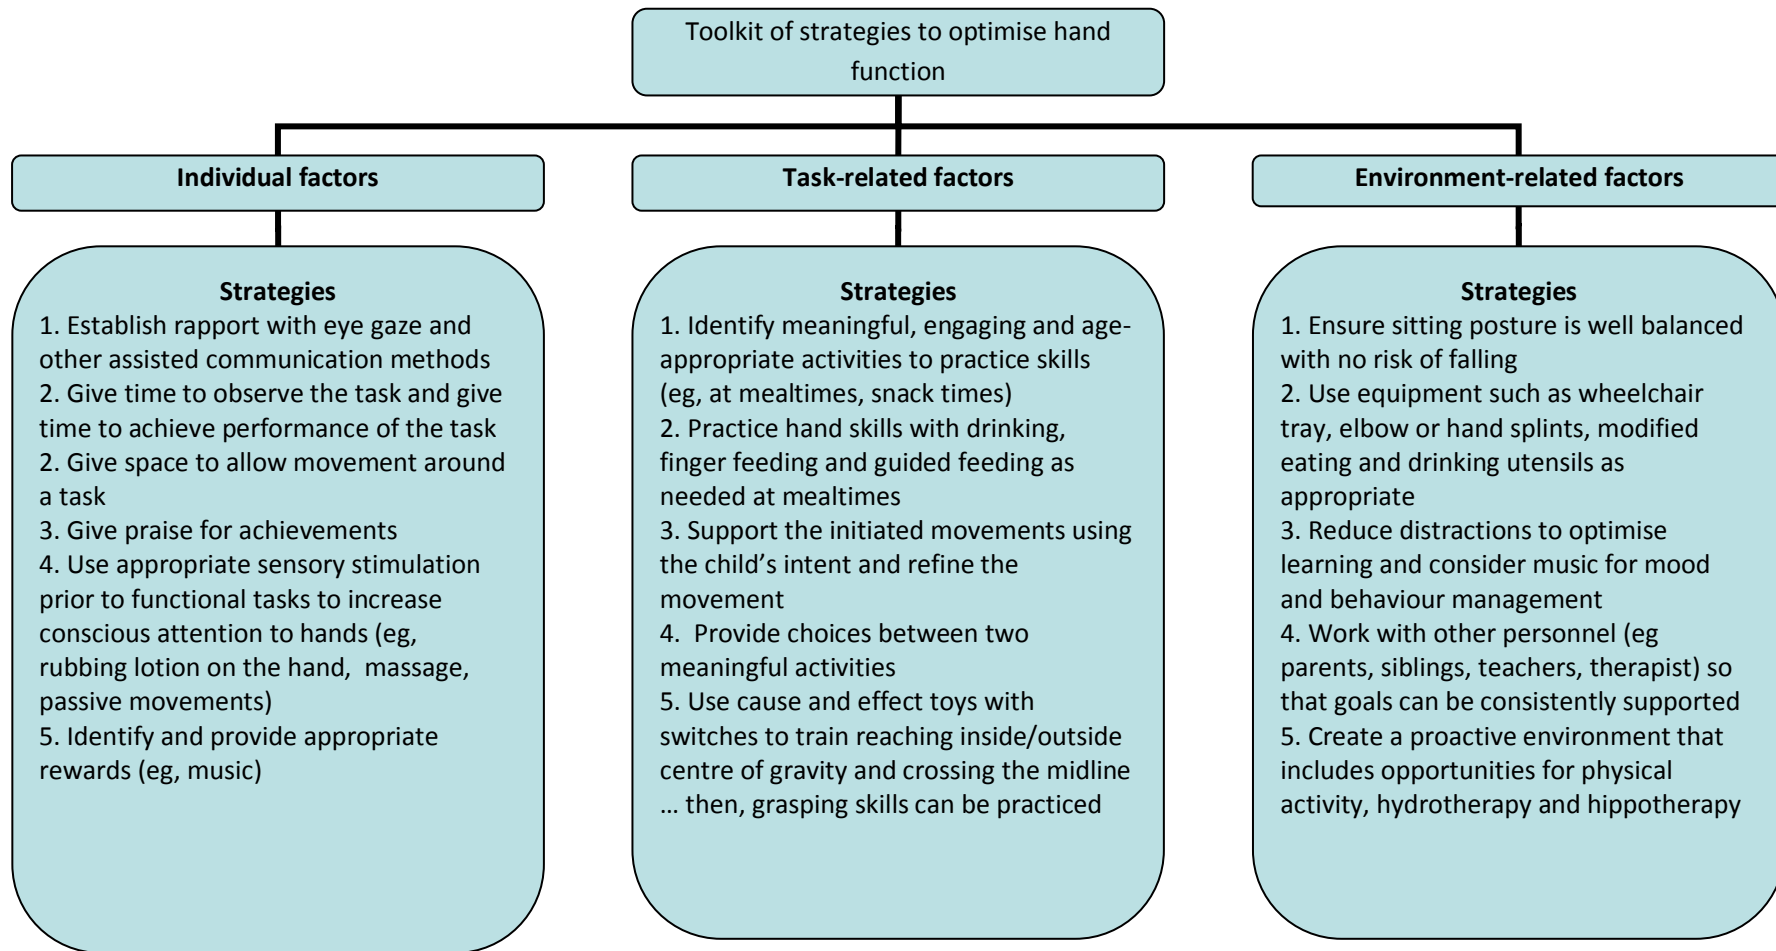 Toolkit of strategies to optimise hand
function
Individual factors
Strategies
1. Establish rapport with eye gaze and
other assisted communication methods
2. Give time to observe the task and give
time to achieve performance of the task
2. Give space to allow movement around
a task
3. Give praise for achievements
4. Use appropriate sensory stimulation
prior to functional tasks to increase
conscious attention to hands (eg,
rubbing lotion on the hand,  massage,
passive movements)
5. Identify and provide appropriate
rewards (eg, music)
Task-related factors
Strategies
1. Identify meaningful, engaging and age-
appropriate activities to practice skills
(eg, at mealtimes, snack times)
2. Practice hand skills with drinking,
finger feeding and guided feeding as
needed at mealtimes
3. Support the initiated movements using
the child’s intent and refine the
movement
4.  Provide choices between two
meaningful activities
5. Use cause and effect toys with
switches to train reaching inside/outside
centre of gravity and crossing the midline
… then, grasping skills can be practiced
Environment-related factors
Strategies
1. Ensure sitting posture is well balanced
with no risk of falling
2. Use equipment such as wheelchair
tray, elbow or hand splints, modified
eating and drinking utensils as
appropriate
3. Reduce distractions to optimise
learning and consider music for mood
and behaviour management
4. Work with other personnel (eg
parents, siblings, teachers, therapist) so
that goals can be consistently supported
5. Create a proactive environment that
includes opportunities for physical
activity, hydrotherapy and hippotherapy